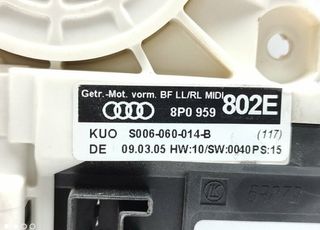 Getr.-Mot. vorm. BF LL/RL MIDI
8P0 959 802E
KUO S006-060-014-B (117)
DE 09.03.05 HW:10/SW:0040 PS:15